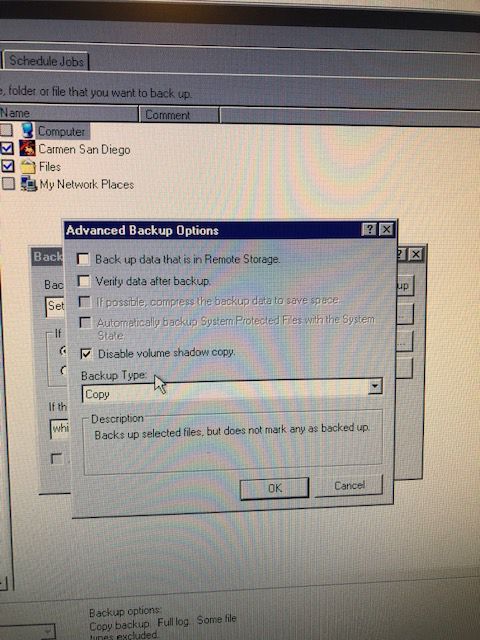 Schedule Jobs
, folder or file that you want to back up.
Name Comment
Computer
Carmen San Diego
Files
My Network Places
Advanced Backup Options
Back up data that is in Remote Storage.
Verify data after backup.
If possible, compress the backup data to save space.
Automatically backup System Protected Files with the System
State.
Disable volume shadow copy.
Backup Type:
Copy
Description
Backs up selected files, but does not mark any as backed up.
OK Cancel
Back
Bac
Set
If
If th
whi
up
...
...
Backup options:
Copy backup. Full log. Some file
types excluded.